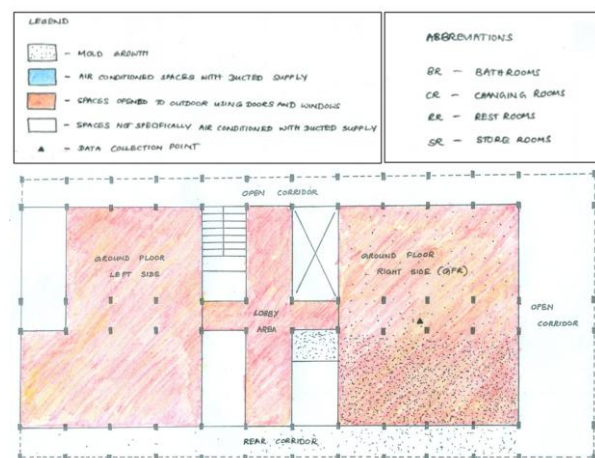 LEGEND
- MOLD GROWTH
- AIR CONDITIONED SPACES WITH DUCTED SUPPLY
- SPACES OPENED TO OUTDOOR USING DOORS AND WINDOWS
- SPACES NOT SPECIFICALLY AIR CONDITIONED WITH DUCTED SUPPLY
- DATA COLLECTION POINT
ABBREVIATIONS
BR - BATHROOMS
CR - CHANGING ROOMS
RR - REST ROOMS
SR - STORE ROOMS
OPEN CORRIDOR
GROUND FLOOR
LEFT SIDE
GROUND FLOOR
RIGHT SIDE (GFR)
LOBBY
AREA
OPEN
CORRIDOR
REAR CORRIDOR